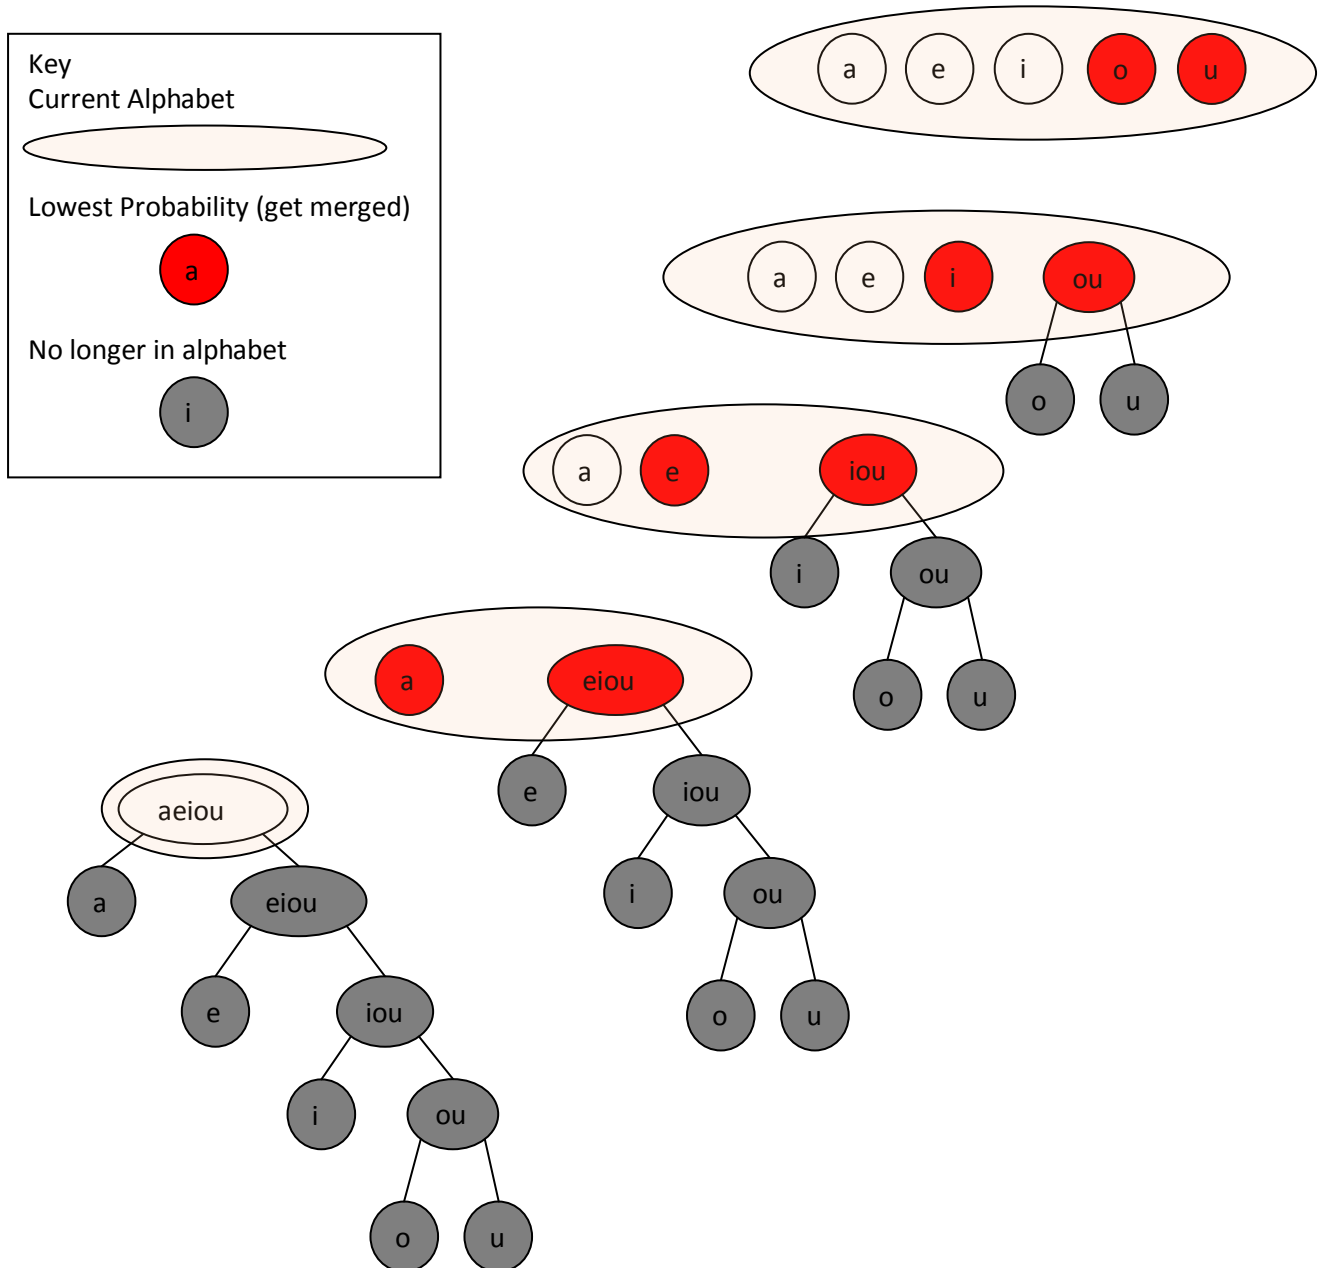 Key
Current Alphabet
Lowest Probability (get merged)
a
No longer in alphabet
i
a e i o u
a e i ou
o u
a e iou
i ou
o u
a eiou
e iou
i ou
o u
aeiou
a eiou
e iou
i ou
o u